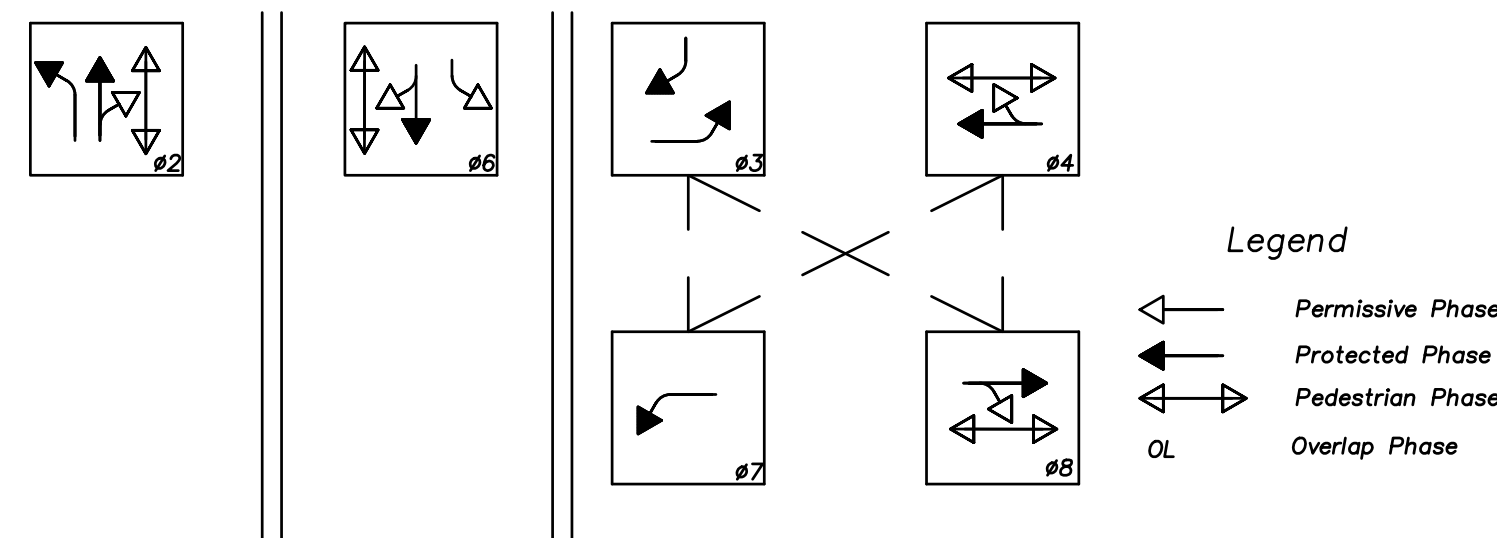 ø2
ø6
ø3
ø4
ø7
ø8
Legend
Permissive Phase
Protected Phase
Pedestrian Phase
OL Overlap Phase